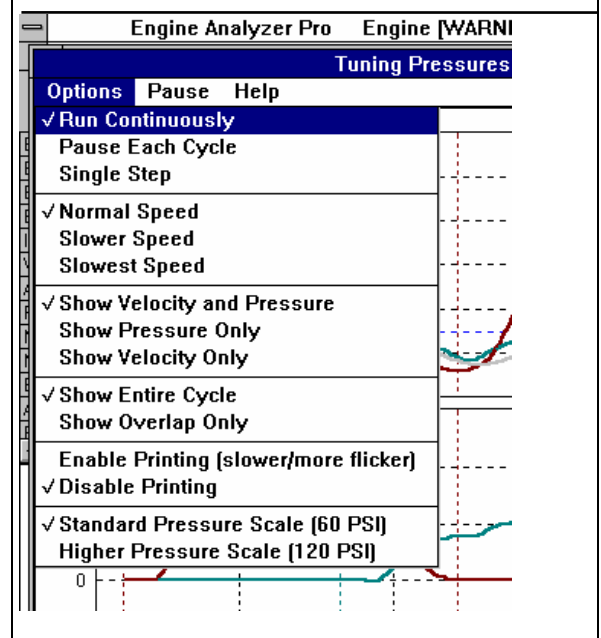 Engine Analyzer Pro Engine [WARNI
Tuning Pressures
Options Pause Help
√ Run Continuously
Pause Each Cycle
Single Step
√ Normal Speed
Slower Speed
Slowest Speed
√ Show Velocity and Pressure
Show Pressure Only
Show Velocity Only
√ Show Entire Cycle
Show Overlap Only
Enable Printing (slower/more flicker)
√ Disable Printing
√ Standard Pressure Scale (60 PSI)
Higher Pressure Scale (120 PSI)
0